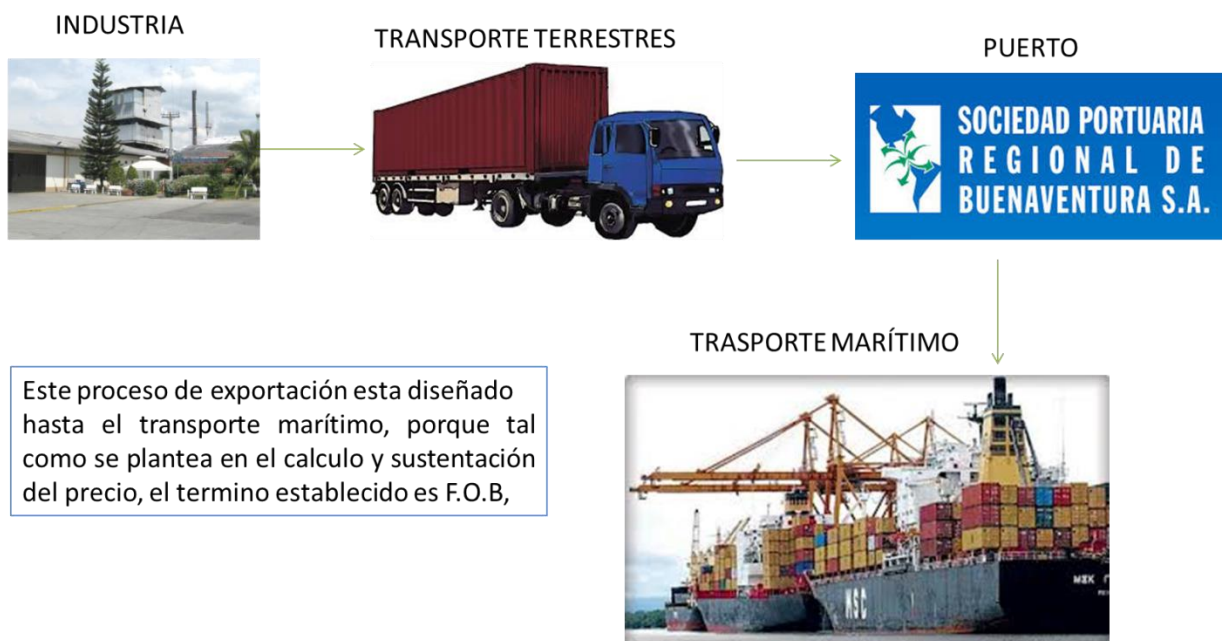 INDUSTRIA
TRANSPORTE TERRESTRES
PUERTO
SOCIEDAD PORTUARIA
REGIONAL DE
BUENAVENTURA S.A.
TRASPORTE MARÍTIMO
Este proceso de exportación esta diseñado
hasta el transporte marítimo, porque tal
como se plantea en el calculo y sustentación
del precio, el termino establecido es F.O.B,
MSC